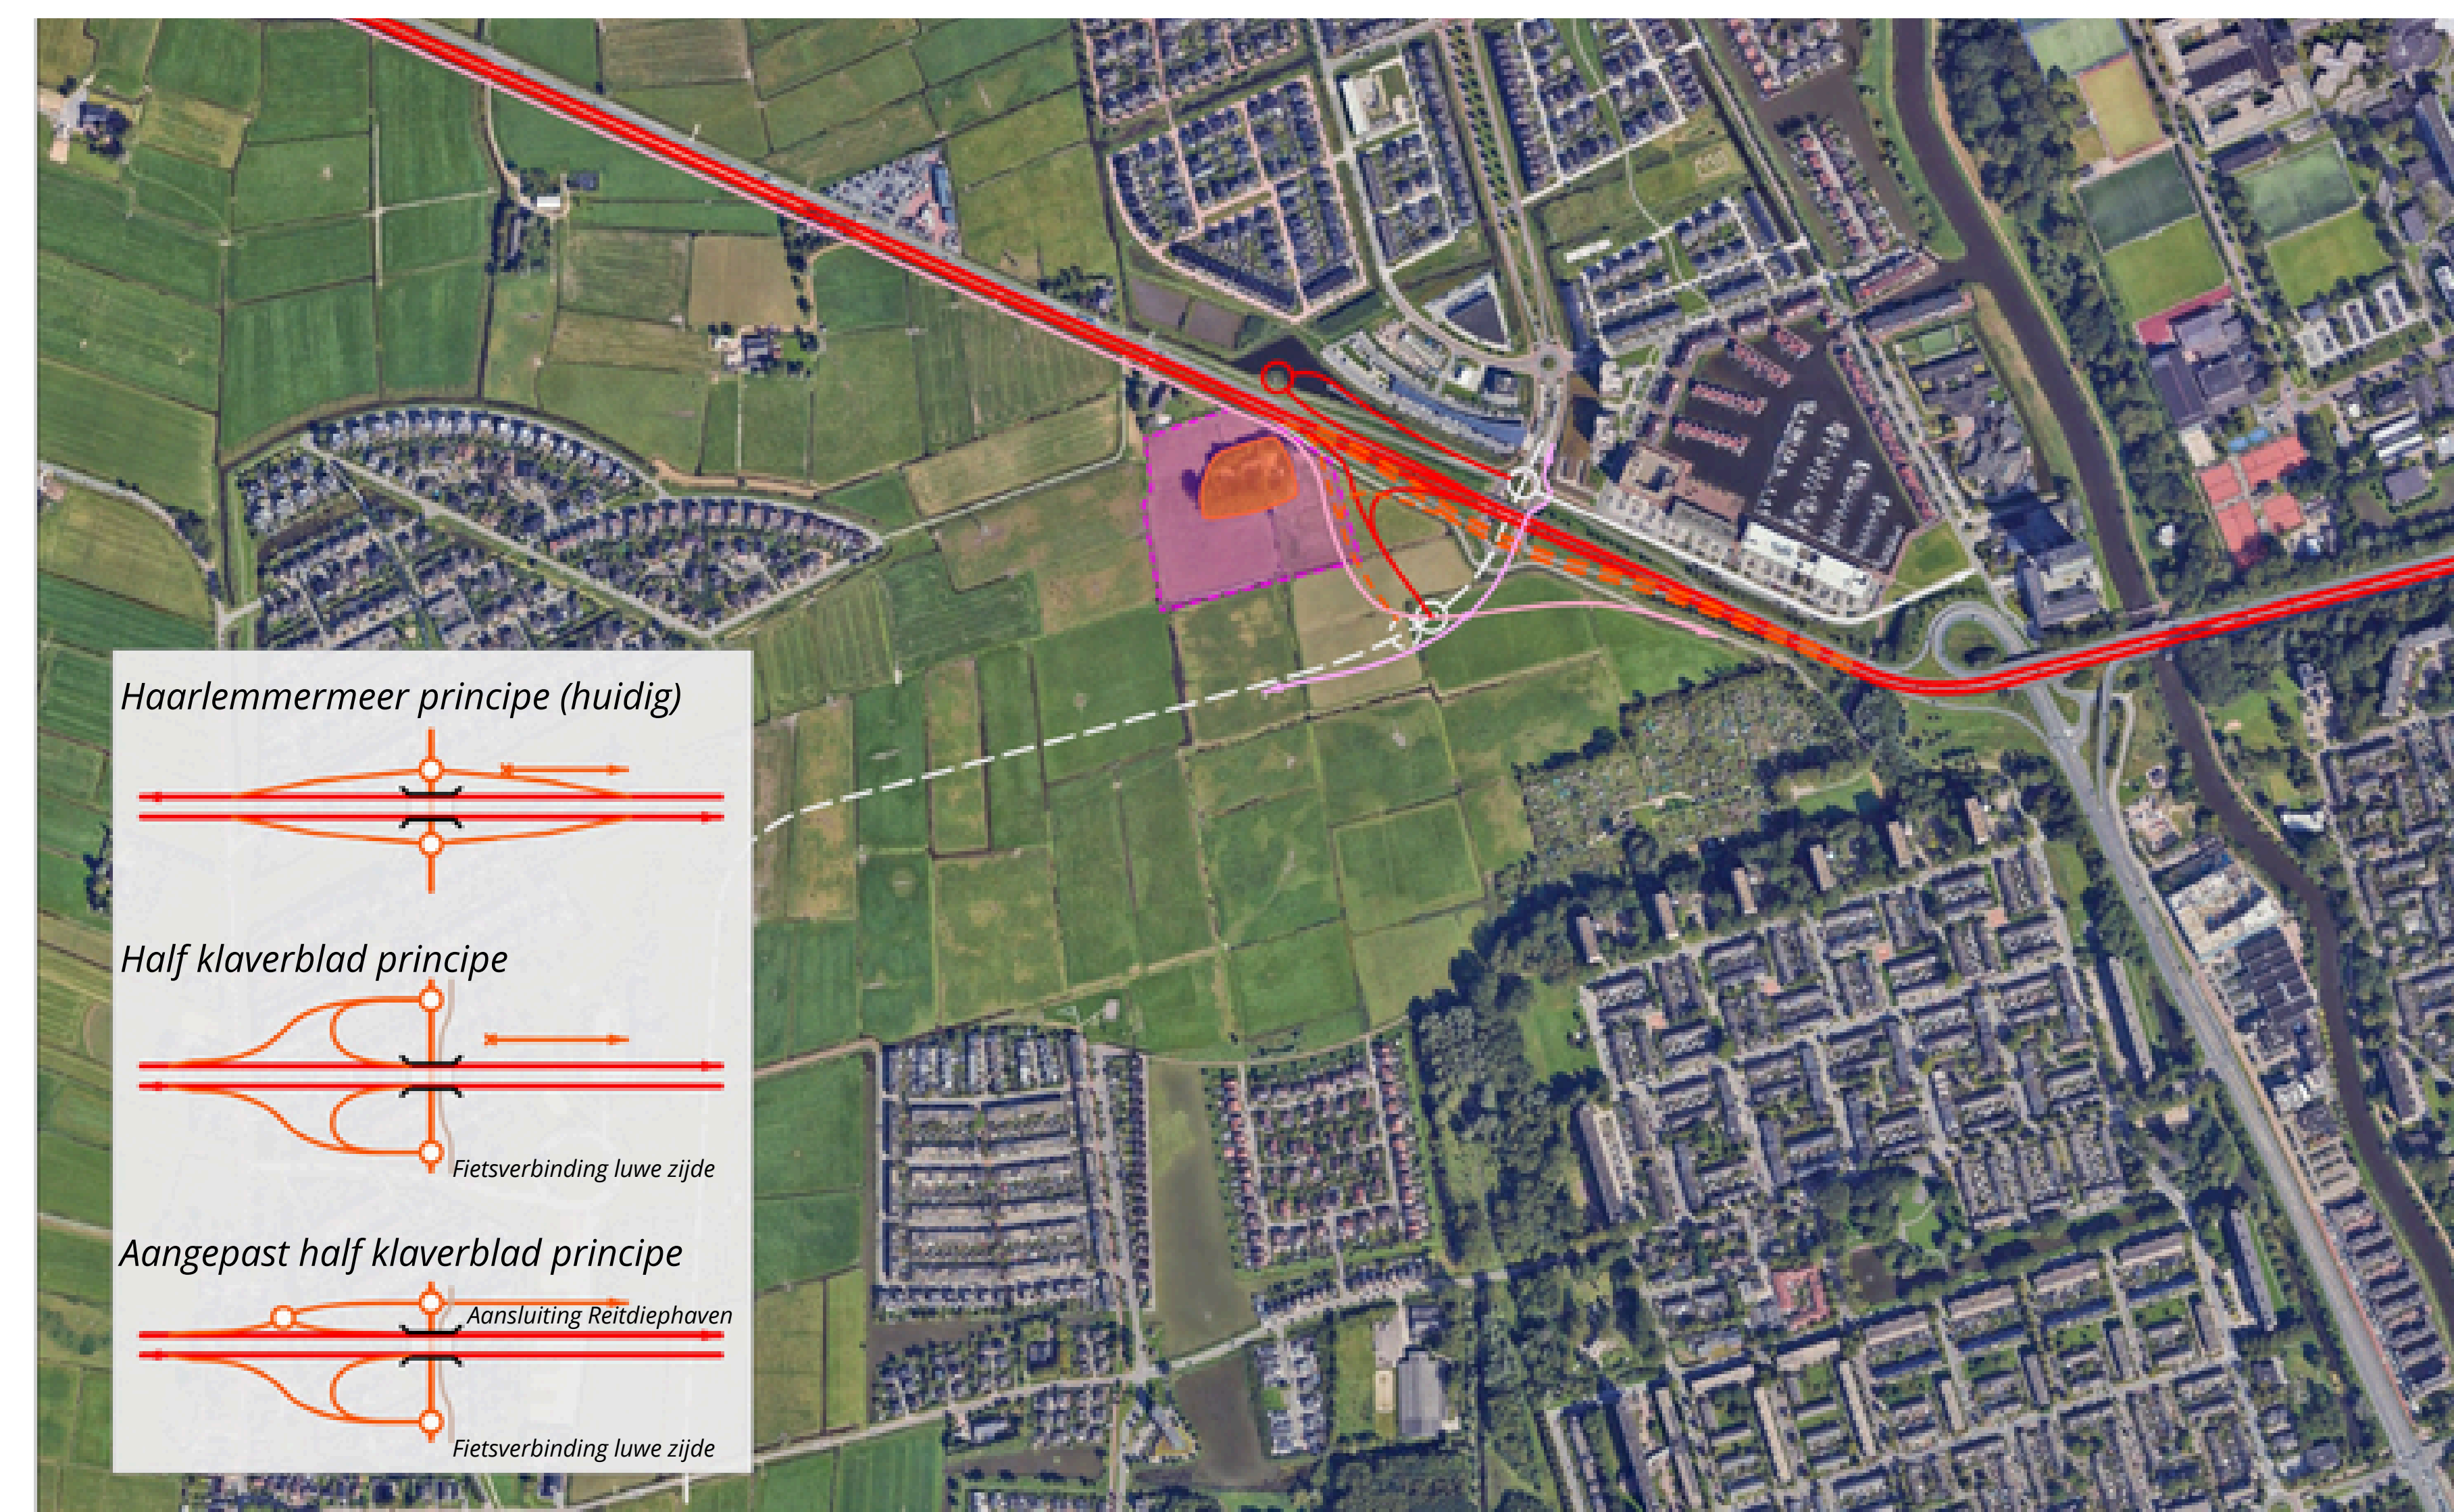 Haarlemmermeer principe (huidig)
Half klaverblad principe
Fietsverbinding luwe zijde
Aangepast half klaverblad principe
Aansluiting Reitdiephaven
Fietsverbinding luwe zijde